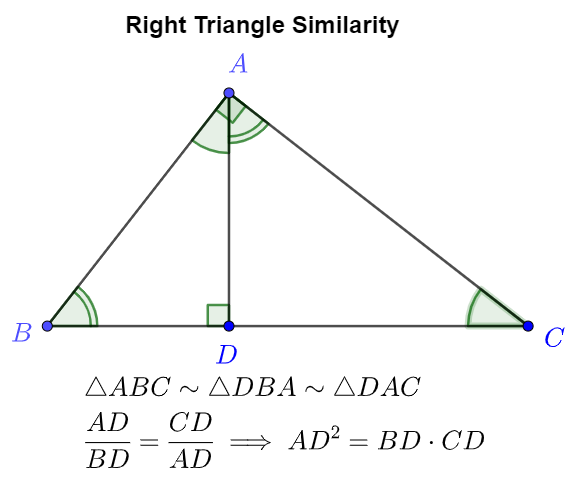 Right Triangle Similarity
A
B
D
C
△ABC ∼ △DBA ∼ △DAC
AD/BD = CD/AD ⟹ AD² = BD · CD